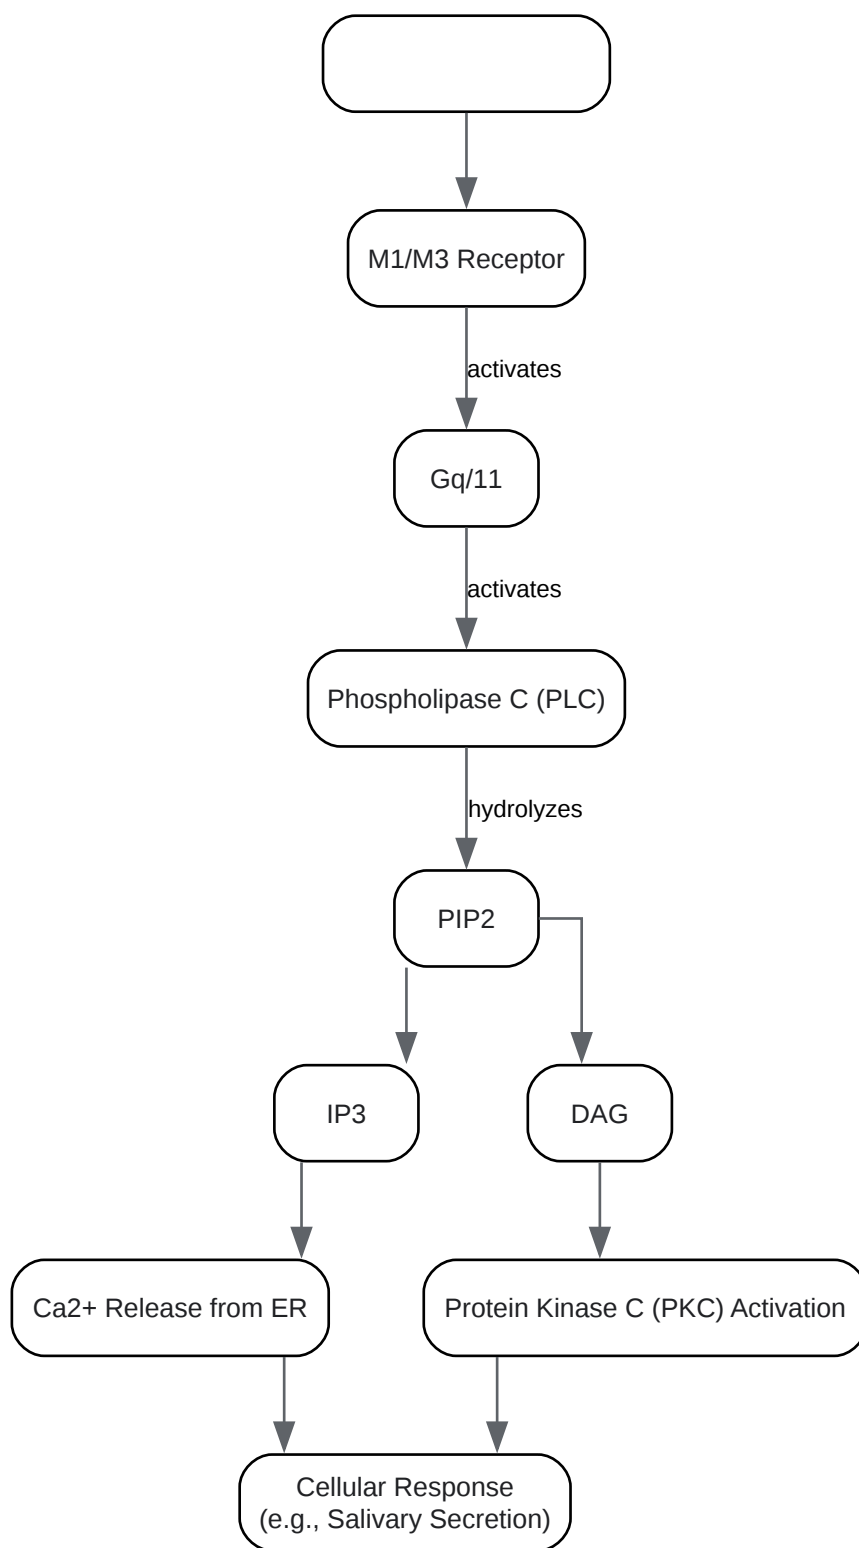 M1/M3 Receptor
activates
Gq/11
activates
Phospholipase C (PLC)
hydrolyzes
PIP2
IP3
DAG
Ca2+ Release from ER
Protein Kinase C (PKC) Activation
Cellular Response
(e.g., Salivary Secretion)